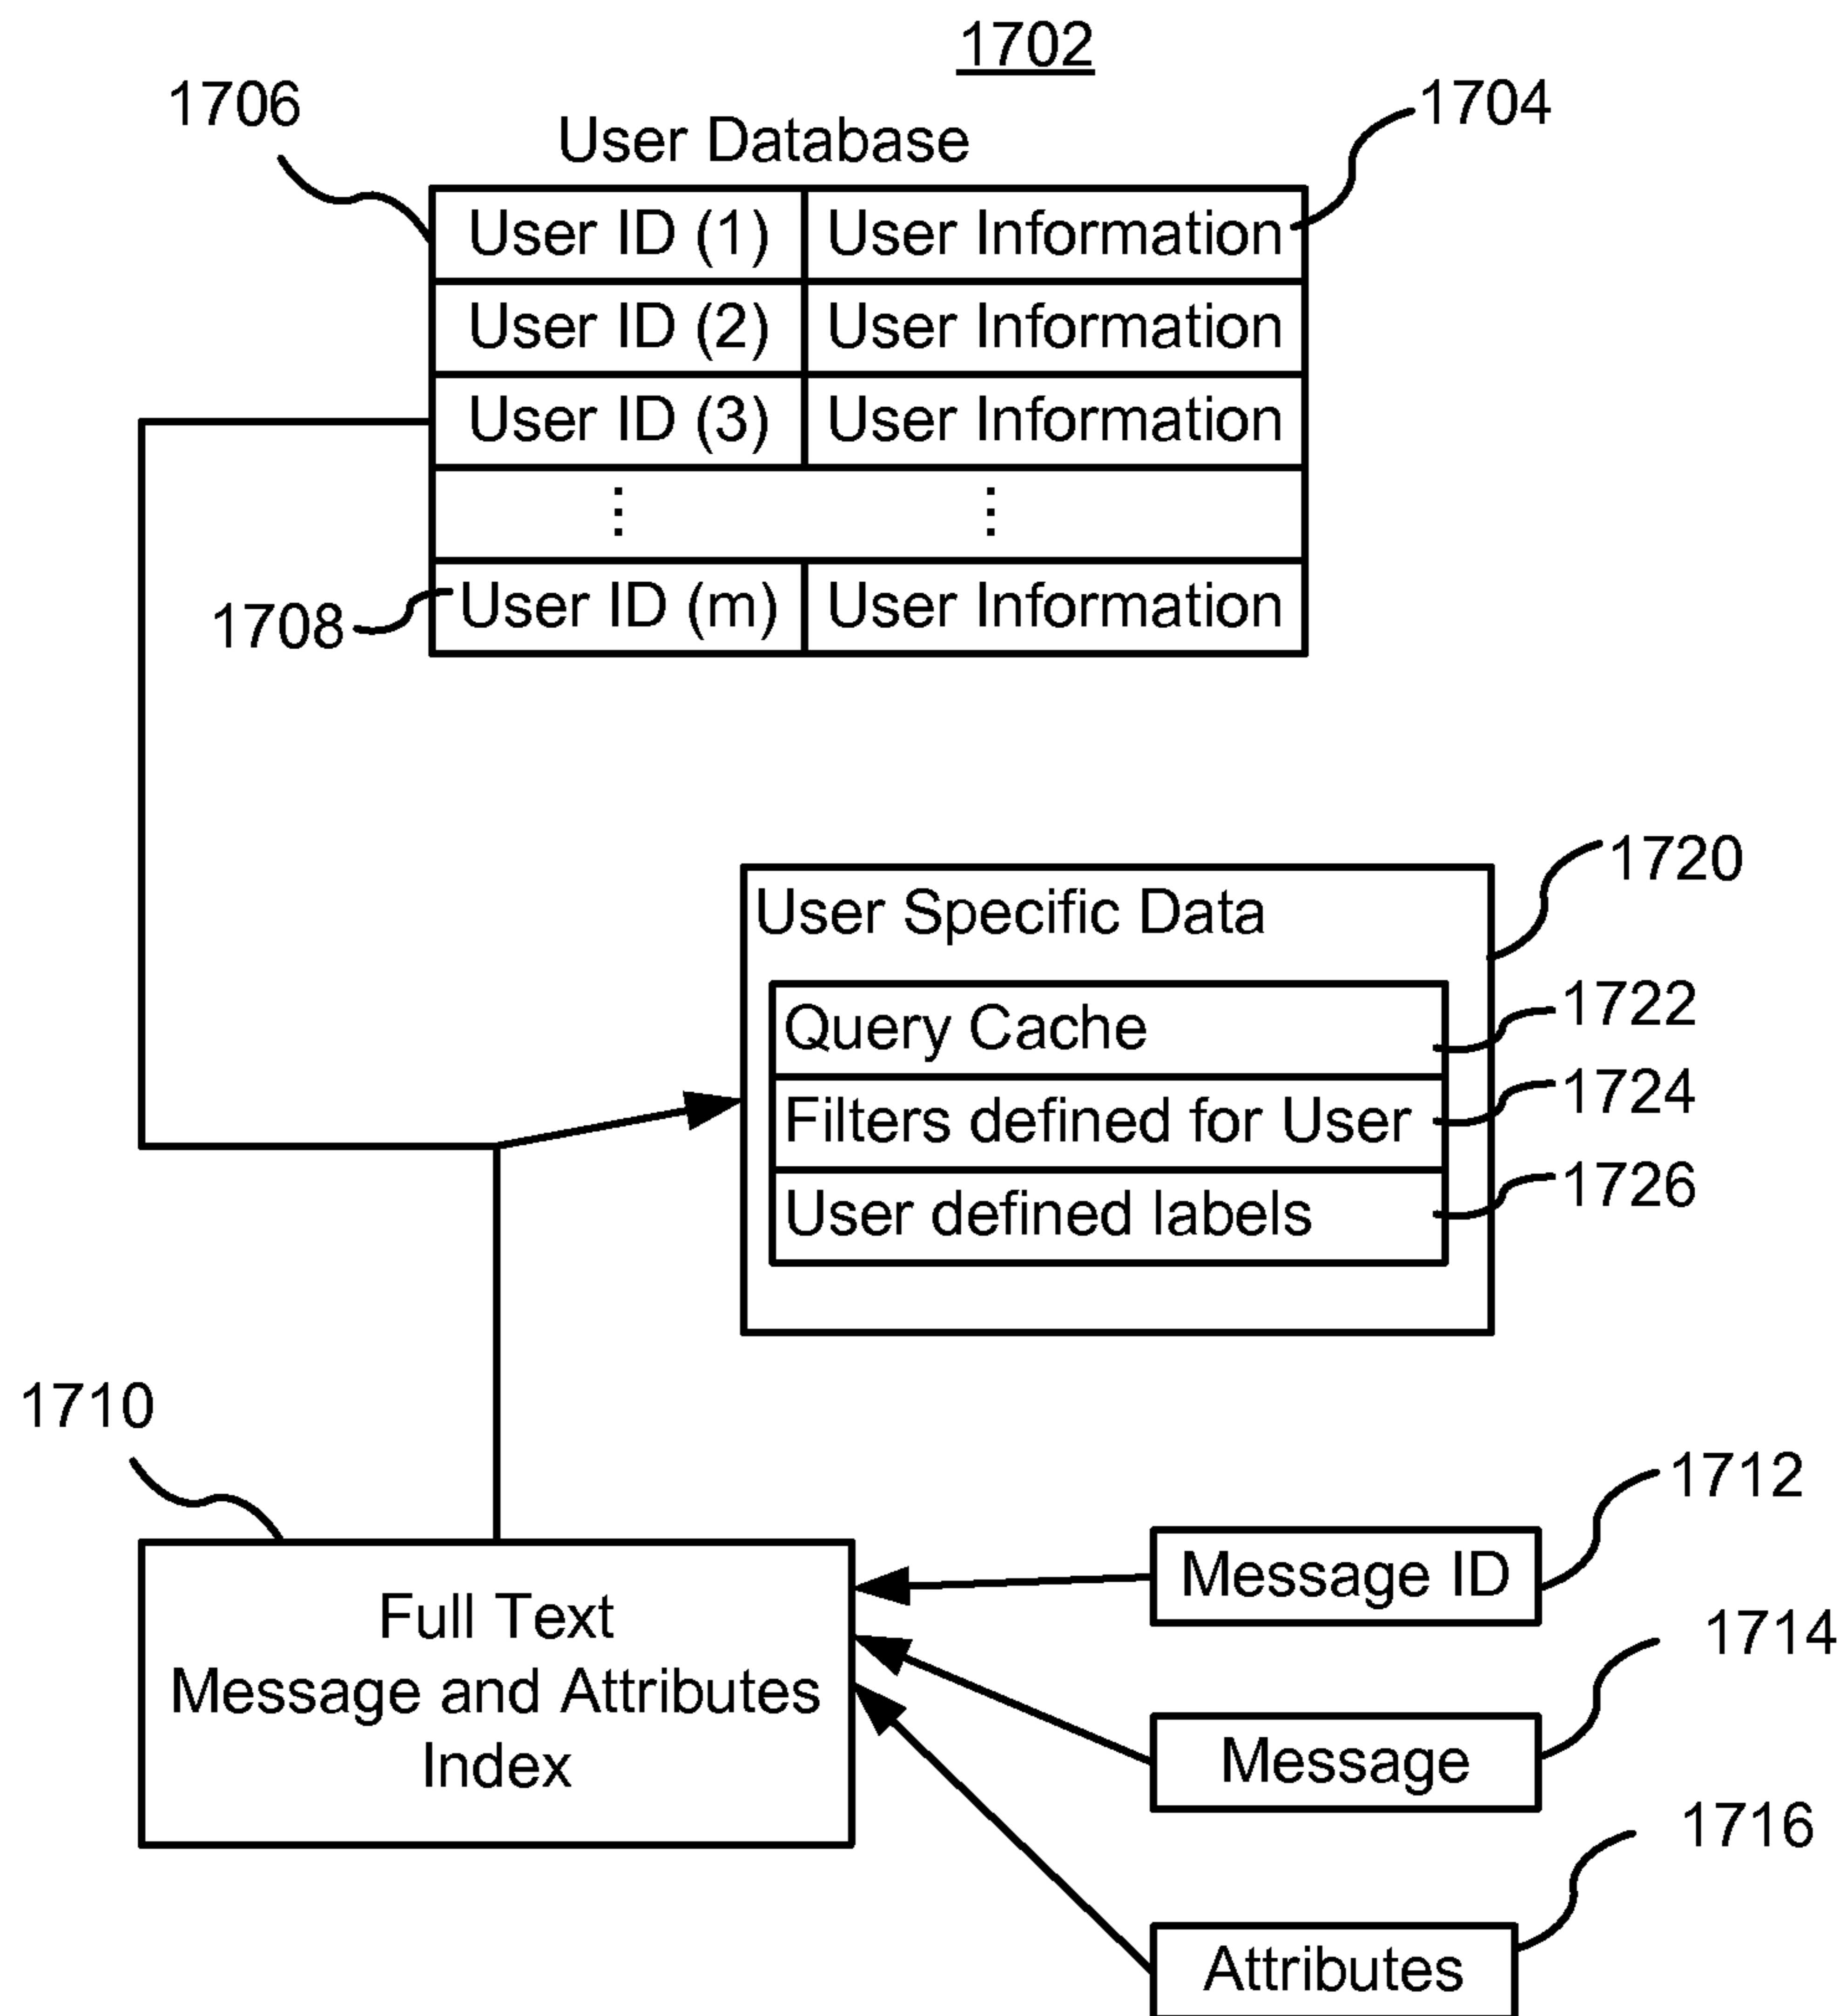 1702
1706
1704
User Database
User ID (1) User Information
User ID (2) User Information
User ID (3) User Information
⋮ ⋮
User ID (m) User Information
1708
1720
User Specific Data
Query Cache
1722
Filters defined for User
1724
User defined labels
1726
1710
Full Text
Message and Attributes
Index
1712
Message ID
1714
Message
1716
Attributes